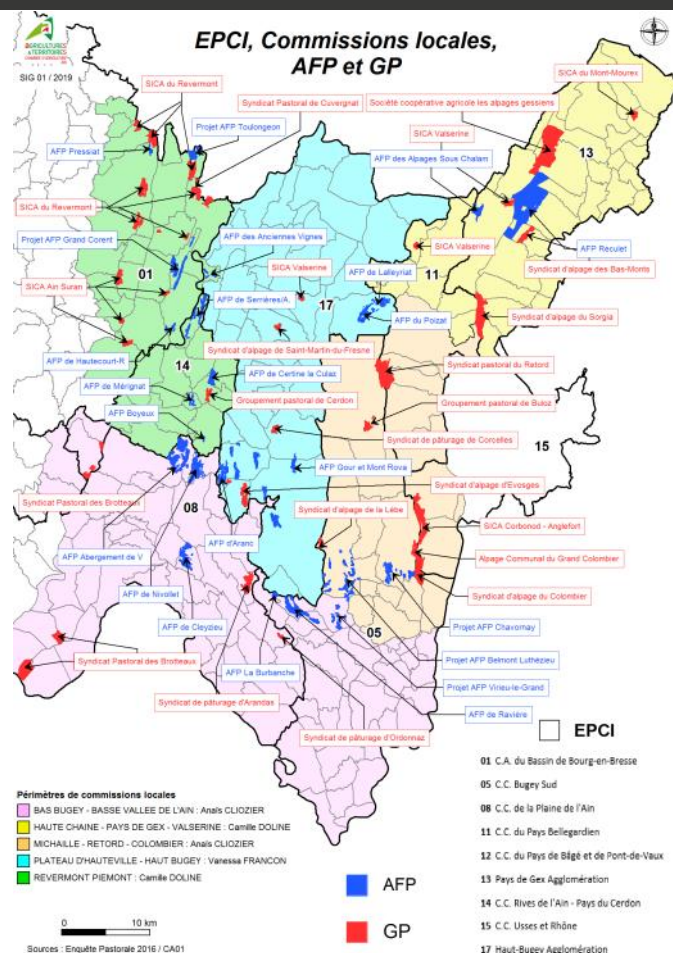 AGRICULTURES
& TERRITOIRES
CHAMBRE D'AGRICULTURE
SIG 01 / 2019
EPCI, Commissions locales,
AFP et GP
SICA du Mont-Mourex
SICA du Revermont
Société coopérative agricole les alpages gessiens
Syndicat Pastoral de Cuvergnat
Projet AFP Toulongeon
SICA Valserine
13
AFP Pressiat
AFP des Alpages Sous Chalam
SICA du Revermont
Projet AFP Grand Corent
AFP des Anciennes Vignes
SICA Valserine
AFP Reculet
SICA Valserine
AFP de Lalleyriat
Syndicat d'alpage des Bas-Monts
01
11
SICA Ain Suran
17
AFP de Serrières/A.
AFP du Poizat
Syndicat d'alpage du Sorgia
AFP de Hautecourt-R
Syndicat d'alpage de Saint-Martin-du-Fresne
14
Syndicat pastoral du Retord
AFP de Certine la Culaz
AFP de Mérignat
Groupement pastoral de Cerdon
Groupement pastoral de Buloz
AFP Boyeux
Syndicat de pâturage de Corcelles
15
AFP Gour et Mont Rova
Syndicat d'alpage d'Evosges
Syndicat Pastoral des Brotteaux
08
Syndicat d'alpage de la Lèbe
SICA Corbonod - Anglefort
AFP d'Aranc
AFP Abergement de V
Alpage Communal du Grand Colombier
AFP de Nivollet
Syndicat d'alpage du Colombier
AFP de Cleyzieu
Projet AFP Chavornay
05
Syndicat Pastoral des Brotteaux
AFP La Burbanche
Projet AFP Belmont Luthézieu
Projet AFP Virieu-le-Grand
Syndicat de pâturage d'Arandas
AFP de Ravière
Syndicat de pâturage d'Ordonnaz
EPCI
01 C.A. du Bassin de Bourg-en-Bresse
05 C.C. Bugey Sud
08 C.C. de la Plaine de l'Ain
11 C.C. du Pays Bellegardien
12 C.C. du Pays de Bâgé et de Pont-de-Vaux
13 Pays de Gex Agglomération
14 C.C. Rives de l'Ain - Pays du Cerdon
15 C.C. Usses et Rhône
17 Haut-Bugey Agglomération
Périmètres de commissions locales
BAS BUGEY - BASSE VALLEE DE L'AIN : Anaïs CLIOZIER
HAUTE CHAINE - PAYS DE GEX - VALSERINE : Camille DOLINE
MICHAILLE - RETORD - COLOMBIER : Anaïs CLIOZIER
PLATEAU D'HAUTEVILLE - HAUT BUGEY : Vanessa FRANCON
REVERMONT PIEMONT : Camille DOLINE
AFP
GP
0 10 km
Sources : Enquête Pastorale 2016 / CA01